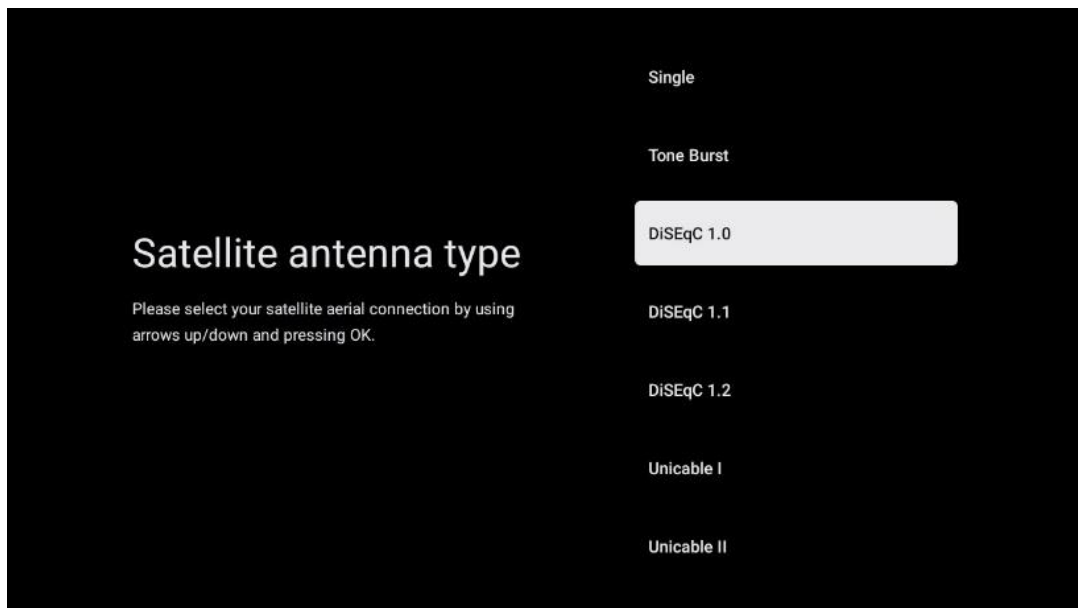 Satellite antenna type
Please select your satellite aerial connection by using
arrows up/down and pressing OK.
Single
Tone Burst
DiSEqC 1.0
DiSEqC 1.1
DiSEqC 1.2
Unicable I
Unicable II